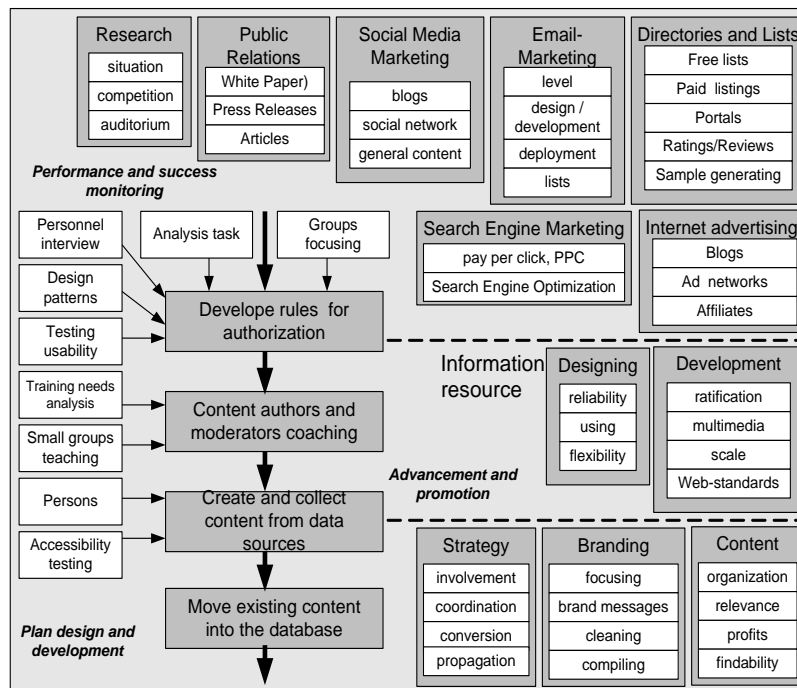 Research
situation
competition
auditorium
Public
Relations
White Paper)
Press Releases
Articles
Social Media
Marketing
blogs
social network
general content
Email-
Marketing
level
design /
development
deployment
lists
Directories and Lists
Free lists
Paid listings
Portals
Ratings/Reviews
Sample generating
Performance and success
monitoring
Personnel
interview
Analysis task
Groups
focusing
Search Engine Marketing
pay per click, PPC
Search Engine Optimization
Internet advertising
Blogs
Ad networks
Affiliates
Design
patterns
Testing
usability
Develope rules for
authorization
Information
resource
Designing
reliability
using
flexibility
Development
ratification
multimedia
scale
Web-standards
Training needs
analysis
Small groups
teaching
Content authors and
moderators coaching
Advancement and
promotion
Persons
Accessibility
testing
Create and collect
content from data
sources
Strategy
involvement
coordination
conversion
propagation
Branding
focusing
brand messages
cleaning
compiling
Content
organization
relevance
profits
findability
Move existing content
into the database
Plan design and
development